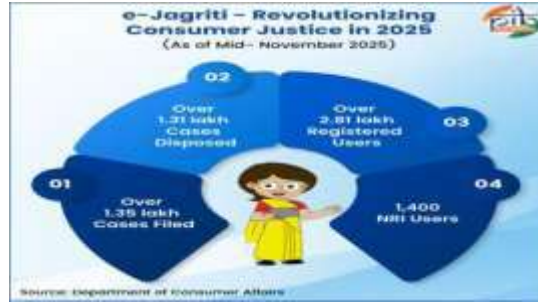 e-Jagriti – Revolutionizing
Consumer Justice in 2025
(As of Mid- November 2025)
pib
01
Over
1.35 lakh
Cases Filed
02
Over
1.31 lakh
Cases
Disposed
03
Over
2.81 lakh
Registered
Users
04
1,400
NRI Users
Source: Department of Consumer Affairs